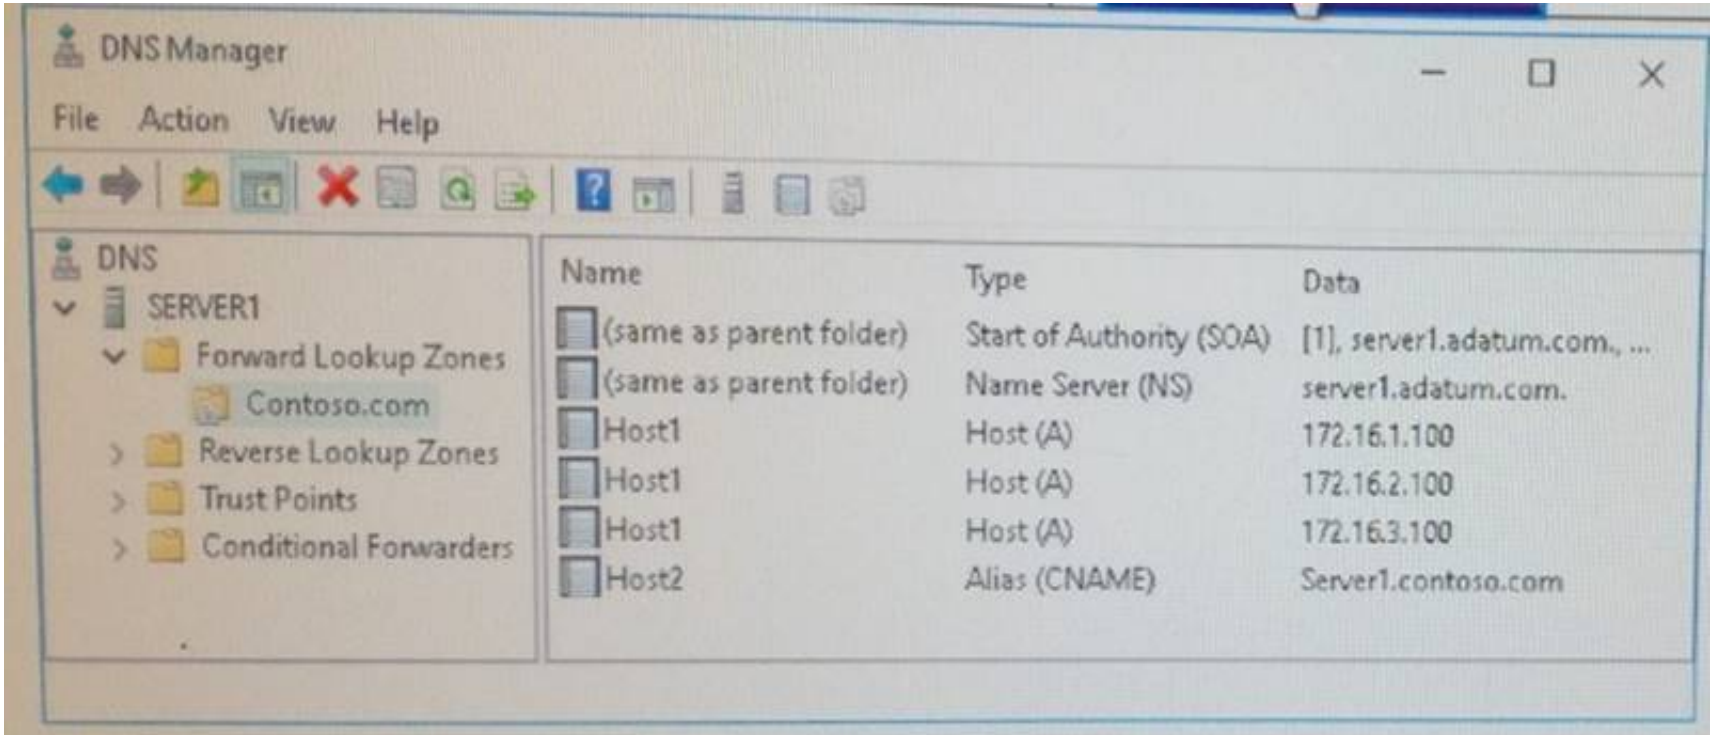 DNS Manager
File Action View Help
?
DNS
SERVER1
Forward Lookup Zones
Contoso.com
Reverse Lookup Zones
Trust Points
Conditional Forwarders
Name Type Data
(same as parent folder) Start of Authority (SOA) [1], server1.adatum.com., ...
(same as parent folder) Name Server (NS) server1.adatum.com.
Host1 Host (A) 172.16.1.100
Host1 Host (A) 172.16.2.100
Host1 Host (A) 172.16.3.100
Host2 Alias (CNAME) Server1.contoso.com